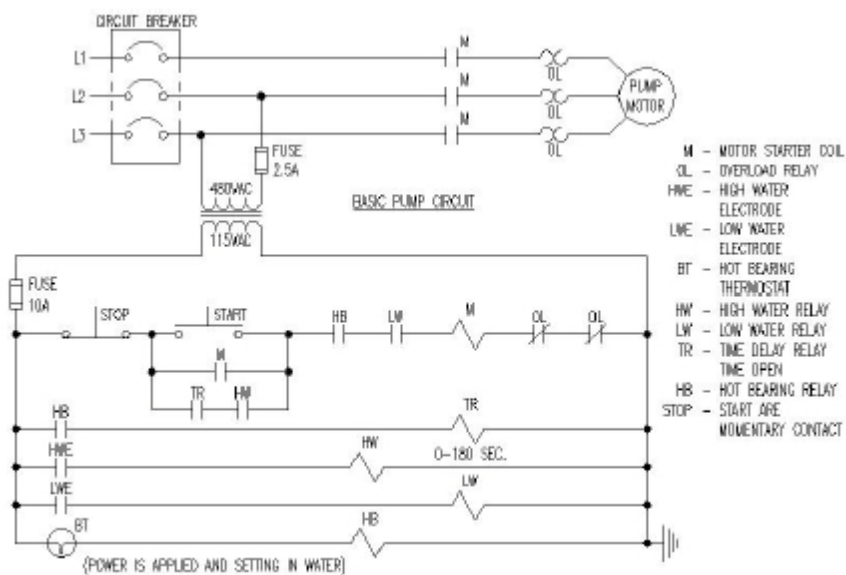 CIRCUIT BREAKER
L1
M
OL
L2
M
OL
PUMP
MOTOR
L3
M
OL
FUSE
2.5A
480VAC
115VAC
BASIC PUMP CIRCUIT
M - MOTOR STARTER COIL
OL - OVERLOAD RELAY
HWE - HIGH WATER
ELECTRODE
LWE - LOW WATER
ELECTRODE
BT - HOT BEARING
THERMOSTAT
HW - HIGH WATER RELAY
LW - LOW WATER RELAY
TR - TIME DELAY RELAY
TIME OPEN
HB - HOT BEARING RELAY
STOP - START ARE
MOMENTARY CONTACT
FUSE
10A
STOP
START
HB
LW
M
OL
OL
M
TR
HW
HB
TR
0-180 SEC.
HWE
HW
LWE
LW
BT
HB
(POWER IS APPLIED AND SETTING IN WATER)